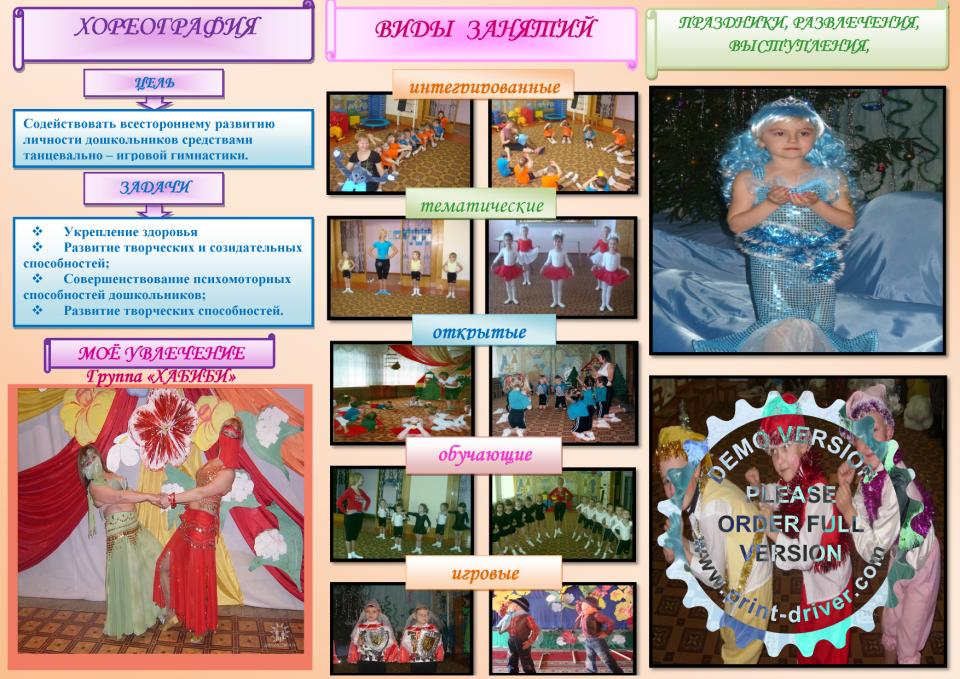 ХОРЕОГРАФИЯ
ЦЕЛЬ
Содействовать всестороннему развитию
личности дошкольников средствами
танцевально – игровой гимнастики.
ЗАДАЧИ
❖ Укрепление здоровья
❖ Развитие творческих и созидательных
способностей;
❖ Совершенствование психомоторных
способностей дошкольников;
❖ Развитие творческих способностей.
МОЁ УВЛЕЧЕНИЕ
Группа «ХАБИБИ»
ВИДЫ ЗАНЯТИЙ
интегрированные
тематические
открытые
обучающие
игровые
ПРАЗДНИКИ, РАЗВЛЕЧЕНИЯ,
ВЫСТУПЛЕНИЯ,
DEMO VERSION
PLEASE
ORDER FULL
VERSION
www.print-driver.com